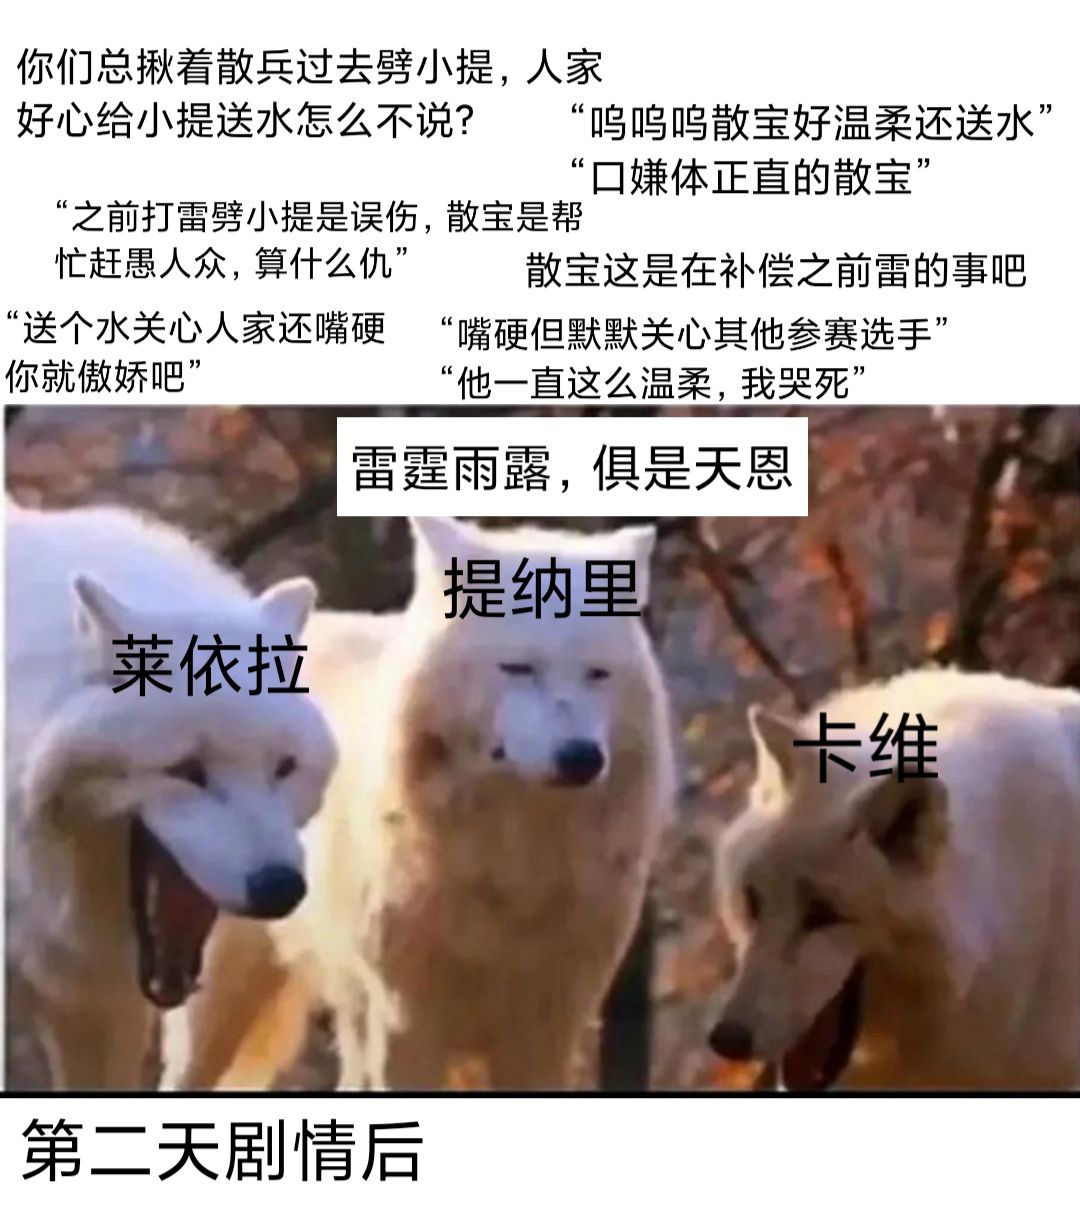 你们总揪着散兵过去劈小提，人家
好心给小提送水怎么不说？
“呜呜呜散宝好温柔还送水”
“口嫌体正直的散宝”
“之前打雷劈小提是误伤，散宝是帮
忙赶愚人众，算什么仇”
散宝这是在补偿之前雷的事吧
“送个水关心人家还嘴硬
你就傲娇吧”
“嘴硬但默默关心其他参赛选手”
“他一直这么温柔，我哭死”
雷霆雨露，俱是天恩
提纳里
莱依拉
卡维
第二天剧情后